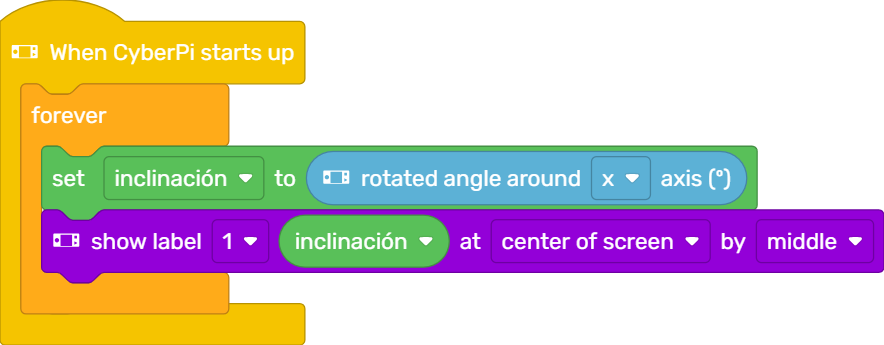 When CyberPi starts up
forever
set inclinación to rotated angle around x axis (°)
show label 1 inclinación at center of screen by middle